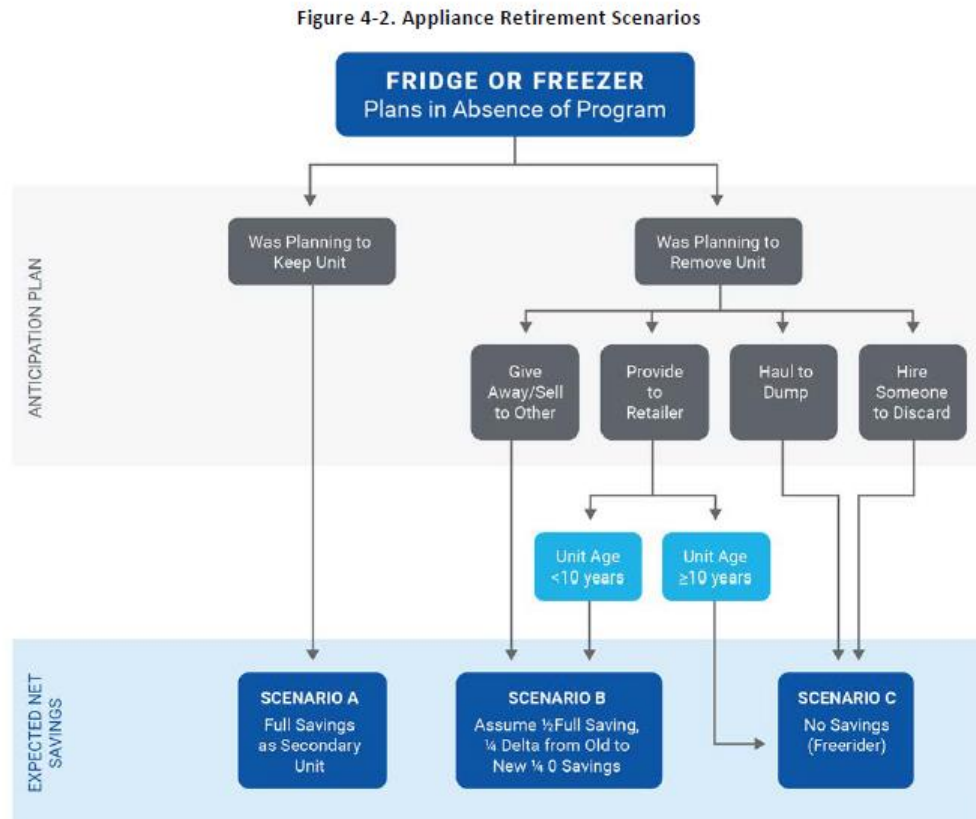 Figure 4-2. Appliance Retirement Scenarios
FRIDGE OR FREEZER
Plans in Absence of Program
ANTICIPATION PLAN
Was Planning to
Keep Unit
Was Planning to
Remove Unit
Give
Away/Sell
to Other
Provide
to
Retailer
Haul to
Dump
Hire
Someone
to Discard
Unit Age
<10 years
Unit Age
≥10 years
EXPECTED NET
SAVINGS
SCENARIO A
Full Savings
as Secondary
Unit
SCENARIO B
Assume ½Full Saving,
¼ Delta from Old to
New ¼ 0 Savings
SCENARIO C
No Savings
(Freerider)